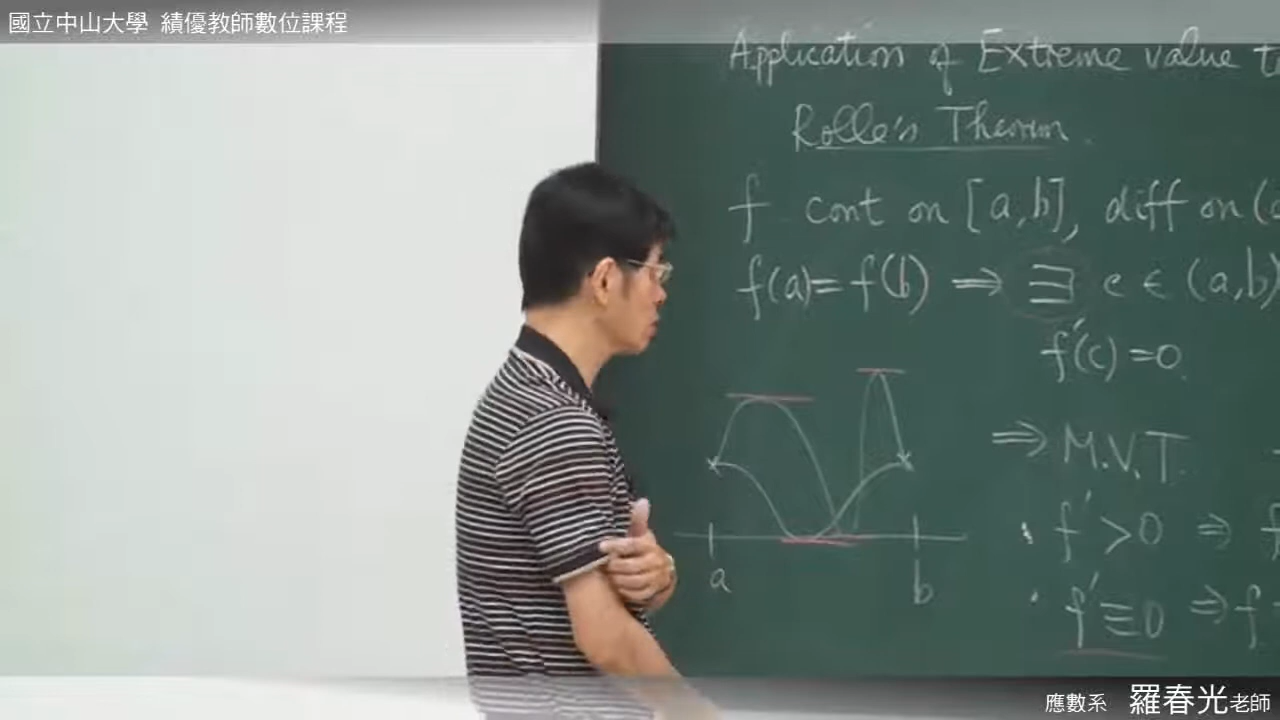 國立中山大學 績優教師數位課程
Application of Extreme value
Rolle's Theorem.
f cont on [a,b], diff on (
f(a)=f(b) ⇒ ∃ c ∈ (a,b)
f'(c)=0.
⇒ M.V.T.
· f' > 0 ⇒ f
a b
· f' ≡ 0 ⇒ f
應數系 羅春光老師